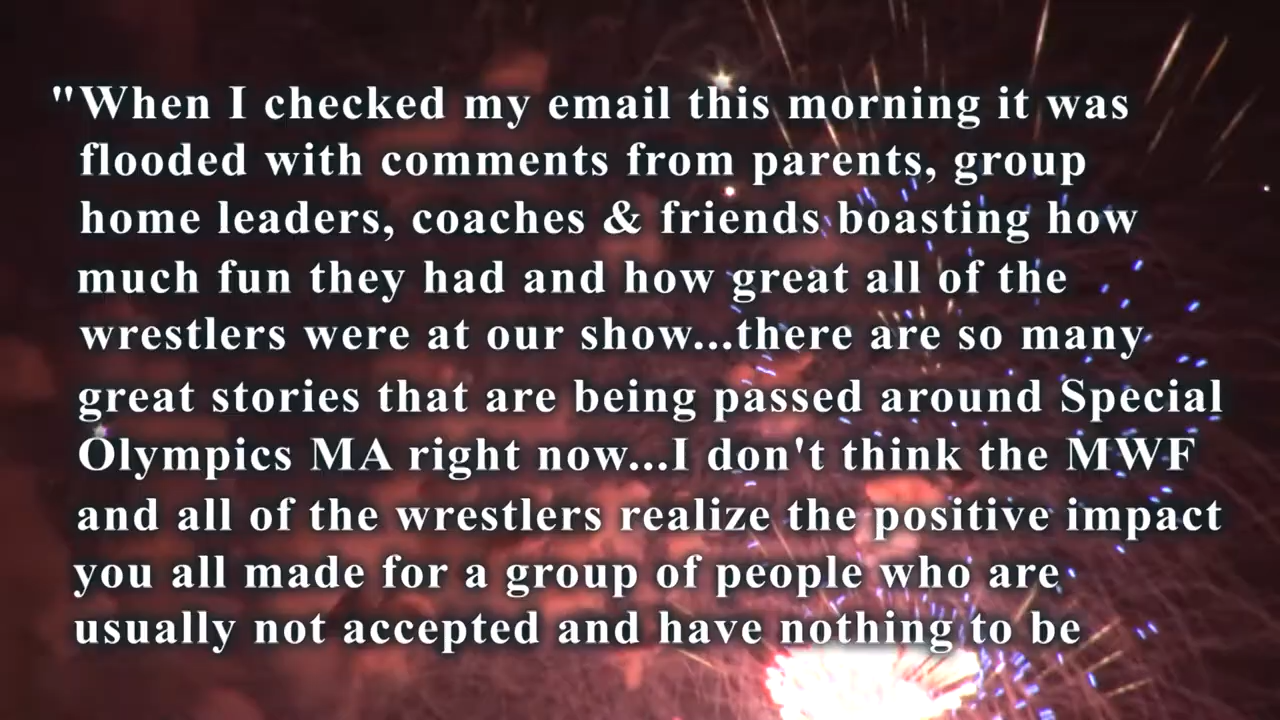 "When I checked my email this morning it was
flooded with comments from parents, group
home leaders, coaches & friends boasting how
much fun they had and how great all of the
wrestlers were at our show...there are so many
great stories that are being passed around Special
Olympics MA right now...I don't think the MWF
and all of the wrestlers realize the positive impact
you all made for a group of people who are
usually not accepted and have nothing to be